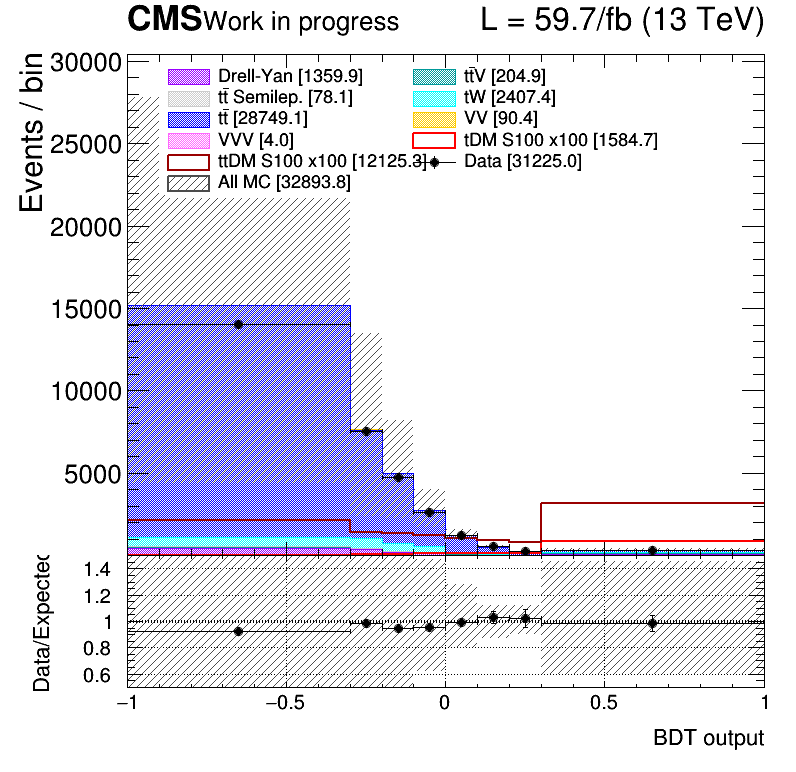 CMS Work in progress L = 59.7/fb (13 TeV)
Events / bin
30000
25000
20000
15000
10000
5000
Drell-Yan [1359.9] tt̄V [204.9]
tt̄ Semilep. [78.1] tW [2407.4]
tt̄ [28749.1] VV [90.4]
VVV [4.0] tDM S100 x100 [1584.7]
ttDM S100 x100 [12125.3] Data [31225.0]
All MC [32893.8]
Data/Expected
1.4
1.2
1
0.8
0.6
−1 −0.5 0 0.5 1
BDT output